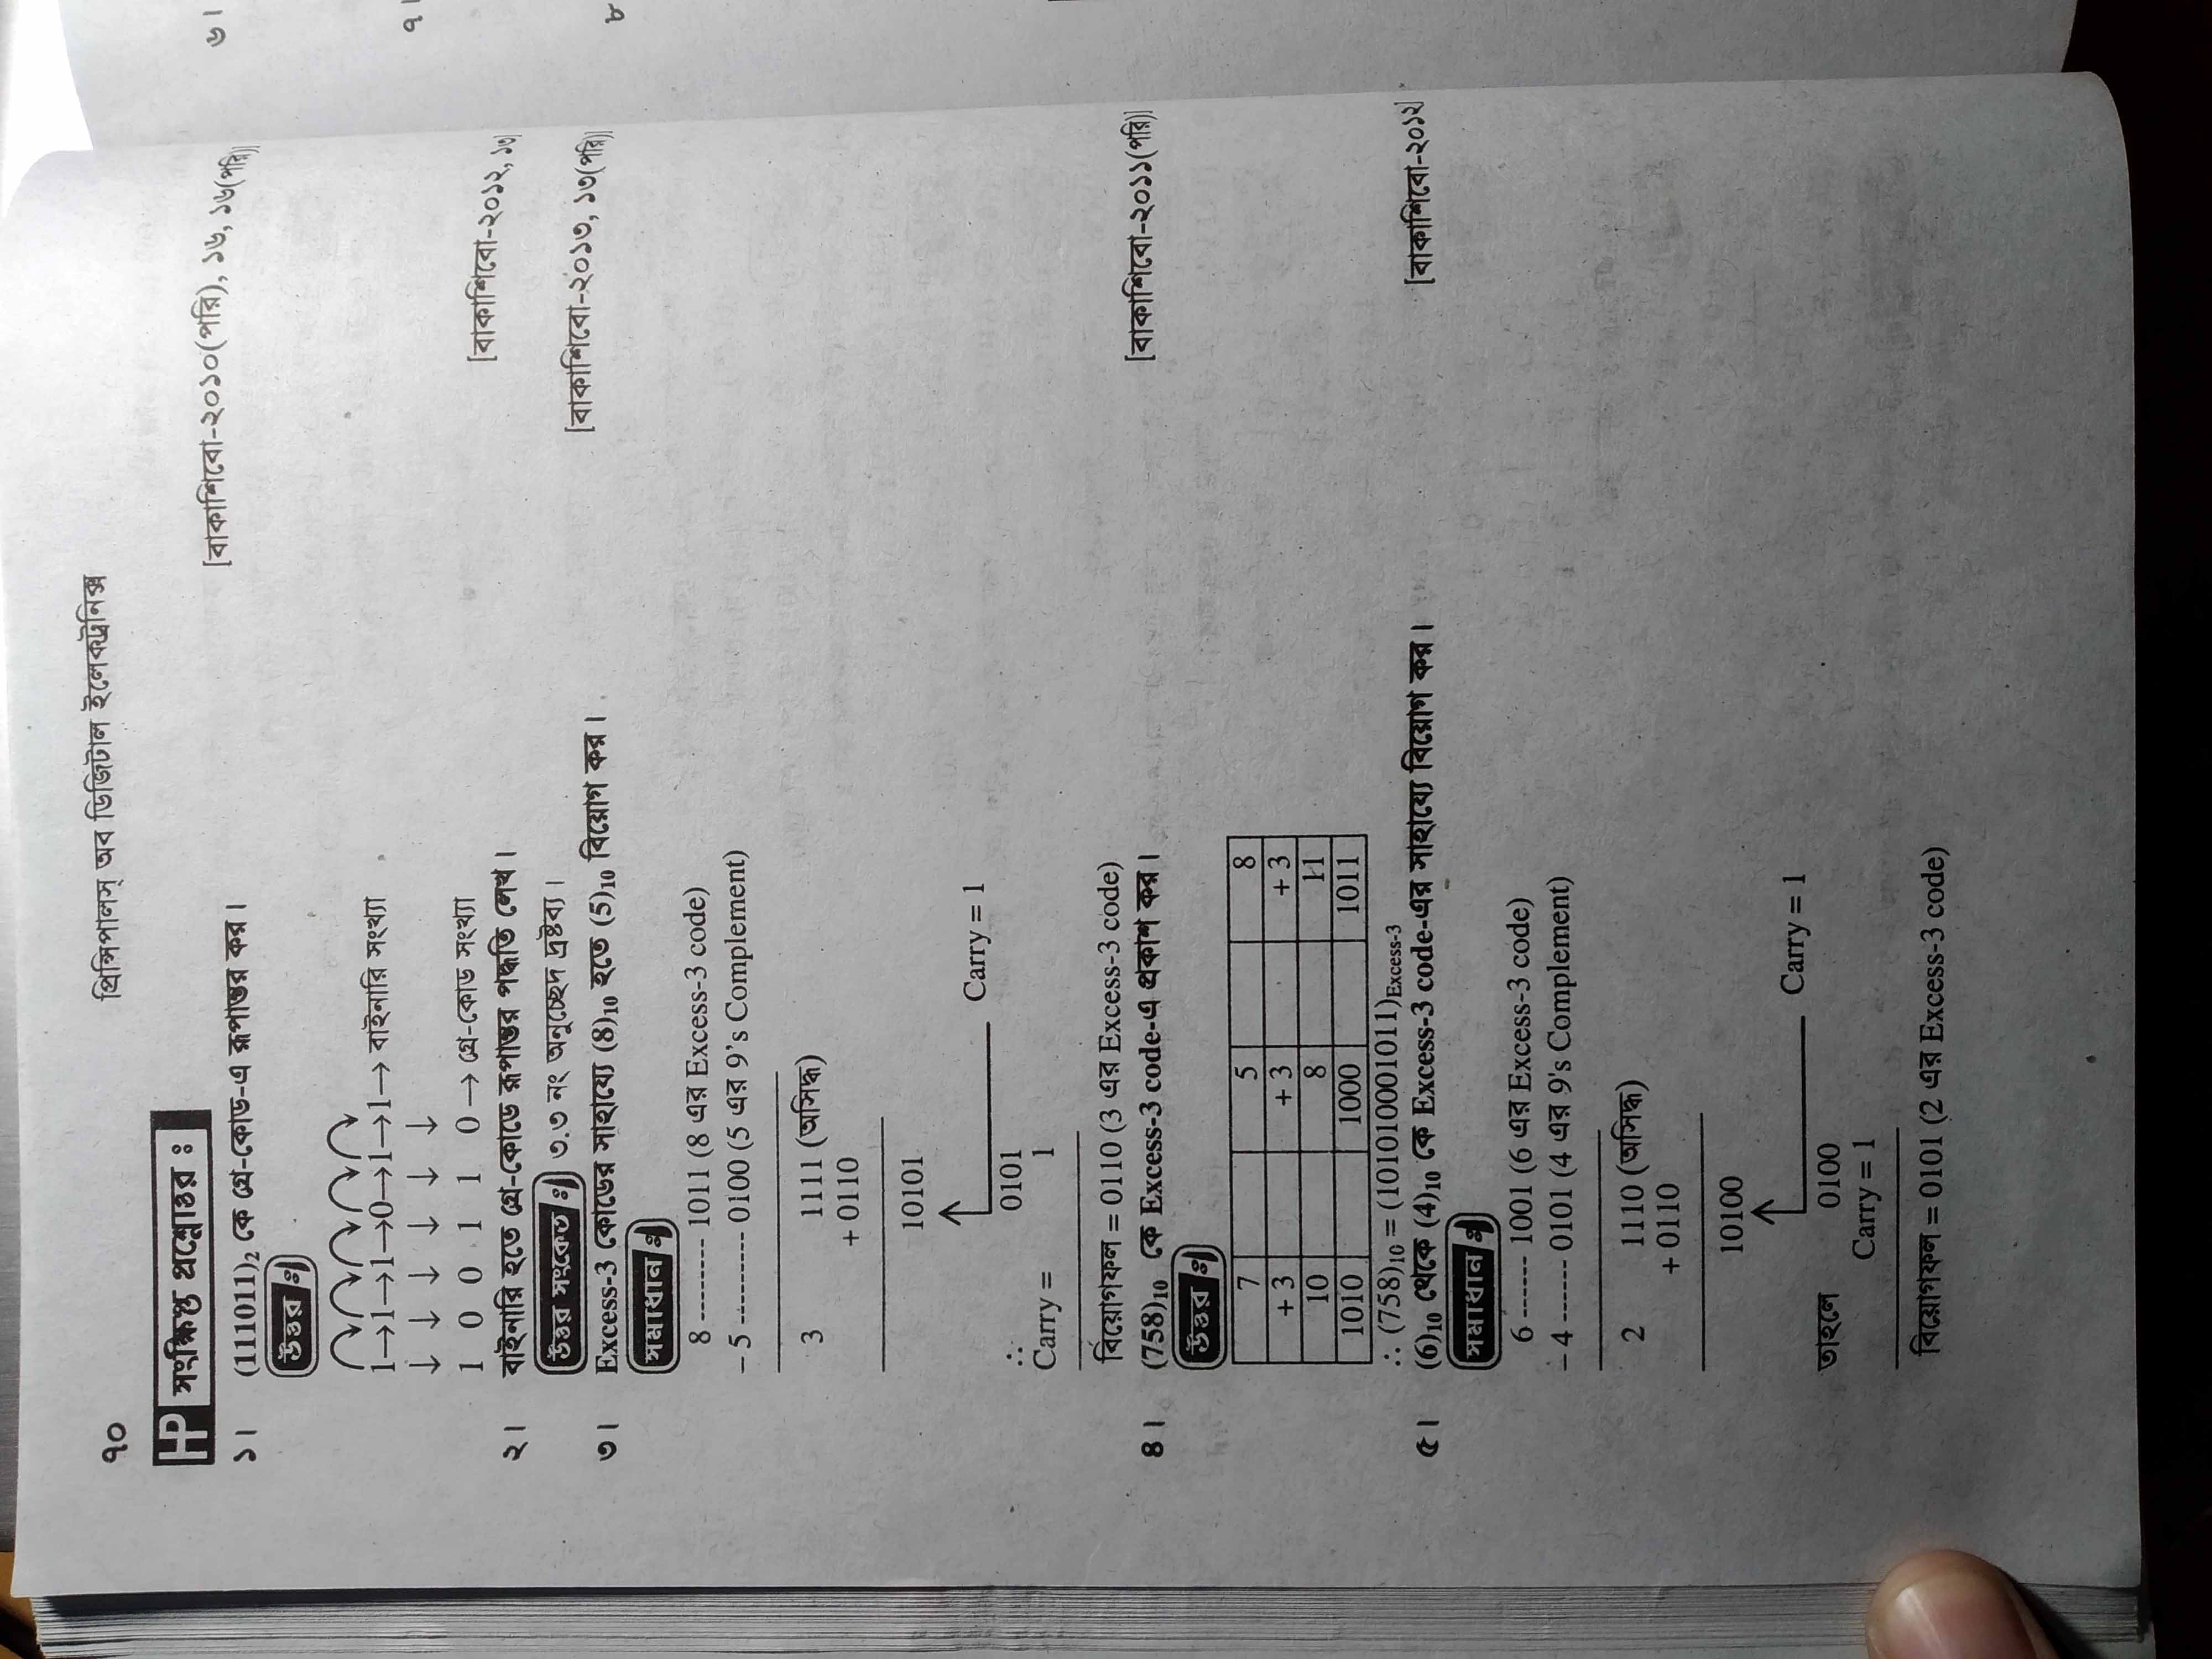 ৭০
প্রিন্সিপালস্ অব ডিজিটাল ইলেকট্রনিক্স
HP সংক্ষিপ্ত প্রশ্নোত্তর ঃ
১। (111011)₂ কে গ্রে-কোড-এ রূপান্তর কর। [বাকাশিবো-২০১০(পরি), ১৬, ১৬(পরি)]
উত্তর ঃ
1→1→1→0→1→1→ বাইনারি সংখ্যা
↓ ↓ ↓ ↓ ↓ ↓
1 0 0 1 1 0 → গ্রে-কোড সংখ্যা
২। বাইনারি হতে গ্রে-কোডে রূপান্তর পদ্ধতি লেখ। [বাকাশিবো-২০১২, ১৩]
উত্তর সংকেত ঃ ৩.৩ নং অনুচ্ছেদ দ্রষ্টব্য।
৩। Excess-3 কোডের সাহায্যে (8)₁₀ হতে (5)₁₀ বিয়োগ কর। [বাকাশিবো-২০১৩, ১৩(পরি)]
সমাধান ঃ
8 -------- 1011 (8 এর Excess-3 code)
– 5 --------- 0100 (5 এর 9’s Complement)
3 1111 (অসিদ্ধ)
+ 0110
10101
Carry = 1
∴ 0101
Carry = 1
বিয়োগফল = 0110 (3 এর Excess-3 code)
৪। (758)₁₀ কে Excess-3 code-এ প্রকাশ কর। [বাকাশিবো-২০১১(পরি)]
উত্তর ঃ
7 5 8
+ 3 + 3 + 3
10 8 11
1010 1000 1011
∴ (758)₁₀ = (101010001011)Excess-3
৫। (6)₁₀ থেকে (4)₁₀ কে Excess-3 code-এর সাহায্যে বিয়োগ কর। [বাকাশিবো-২০১২]
সমাধান ঃ
6 ------ 1001 (6 এর Excess-3 code)
– 4 ------ 0101 (4 এর 9's Complement)
2 1110 (অসিদ্ধ)
+ 0110
10100
Carry = 1
তাহলে 0100
Carry = 1
বিয়োগফল = 0101 (2 এর Excess-3 code)
৬।
৭।
৮